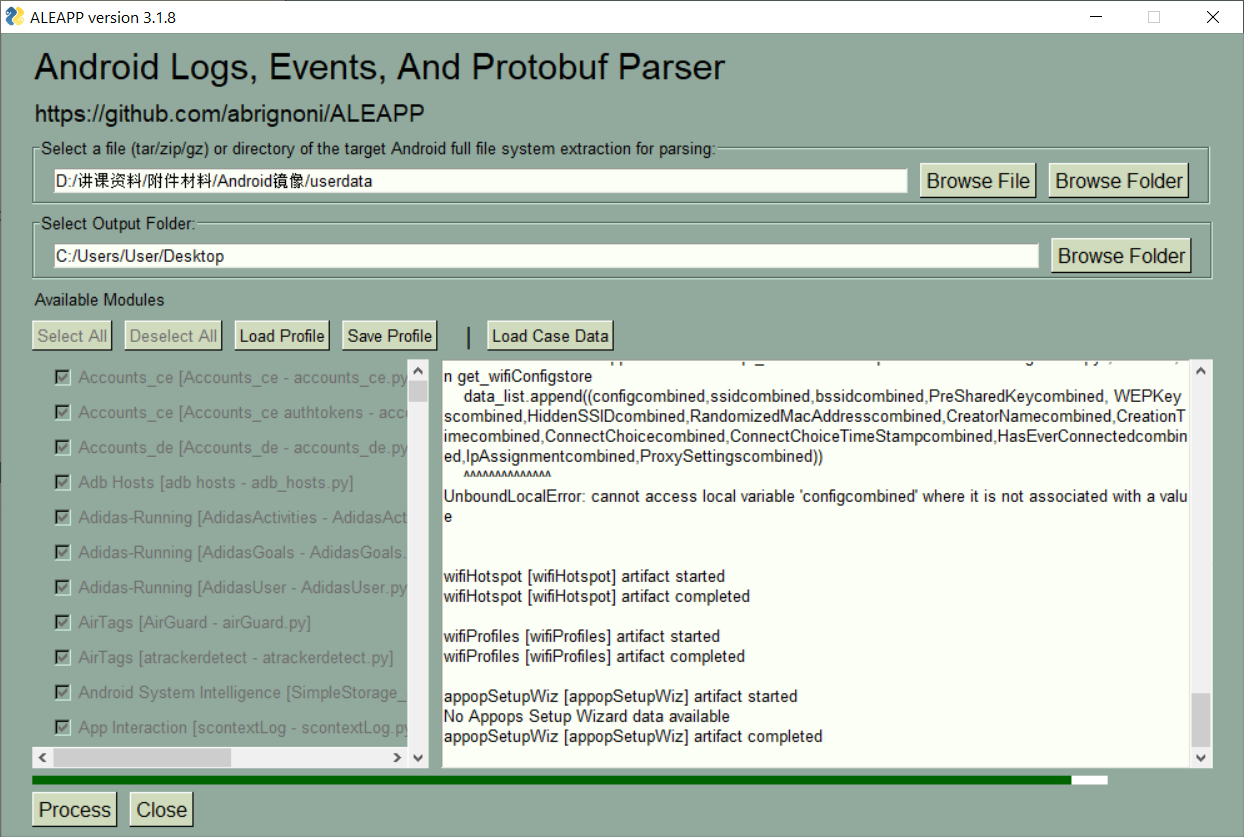 ALEAPP version 3.1.8
Android Logs, Events, And Protobuf Parser
https://github.com/abrignoni/ALEAPP
Select a file (tar/zip/gz) or directory of the target Android full file system extraction for parsing:
D:/讲课资料/附件材料/Android镜像/userdata
Browse File
Browse Folder
Select Output Folder:
C:/Users/User/Desktop
Browse Folder
Available Modules
Select All
Deselect All
Load Profile
Save Profile
|
Load Case Data
Accounts_ce [Accounts_ce - accounts_ce.py
Accounts_ce [Accounts_ce authtokens - acc
Accounts_de [Accounts_de - accounts_de.py
Adb Hosts [adb hosts - adb_hosts.py]
Adidas-Running [AdidasActivities - AdidasAct
Adidas-Running [AdidasGoals - AdidasGoals.
Adidas-Running [AdidasUser - AdidasUser.py
AirTags [AirGuard - airGuard.py]
AirTags [atrackerdetect - atrackerdetect.py]
Android System Intelligence [SimpleStorage_
App Interaction [scontextLog - scontextLog.py
n get_wifiConfigstore
data_list.append((configcombined,ssidcombined,bssidcombined,PreSharedKeycombined, WEPKey
scombined,HiddenSSIDcombined,RandomizedMacAddresscombined,CreatorNamecombined,CreationT
imecombined,ConnectChoicecombined,ConnectChoiceTimeStampcombined,HasEverConnectedcombin
ed,IpAssignmentcombined,ProxySettingscombined))
^^^^^^^^^^^^^^
UnboundLocalError: cannot access local variable 'configcombined' where it is not associated with a valu
e
wifiHotspot [wifiHotspot] artifact started
wifiHotspot [wifiHotspot] artifact completed
wifiProfiles [wifiProfiles] artifact started
wifiProfiles [wifiProfiles] artifact completed
appopSetupWiz [appopSetupWiz] artifact started
No Appops Setup Wizard data available
appopSetupWiz [appopSetupWiz] artifact completed
Process
Close